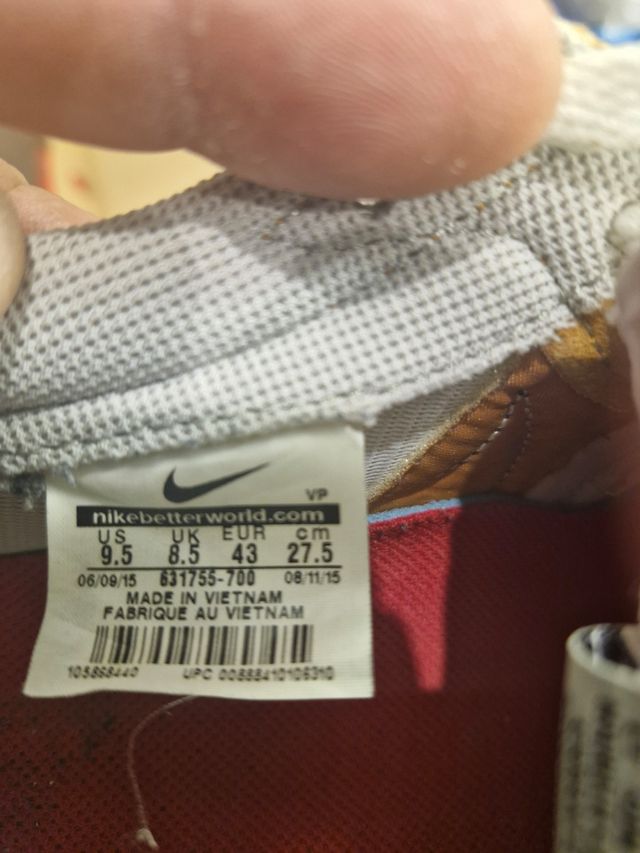 VP
nikebetterworld.com
US UK EUR cm
9.5 8.5 43 27.5
06/09/15 631755-700 08/11/15
MADE IN VIETNAM
FABRIQUE AU VIETNAM
105868440 UPC 00888410106310